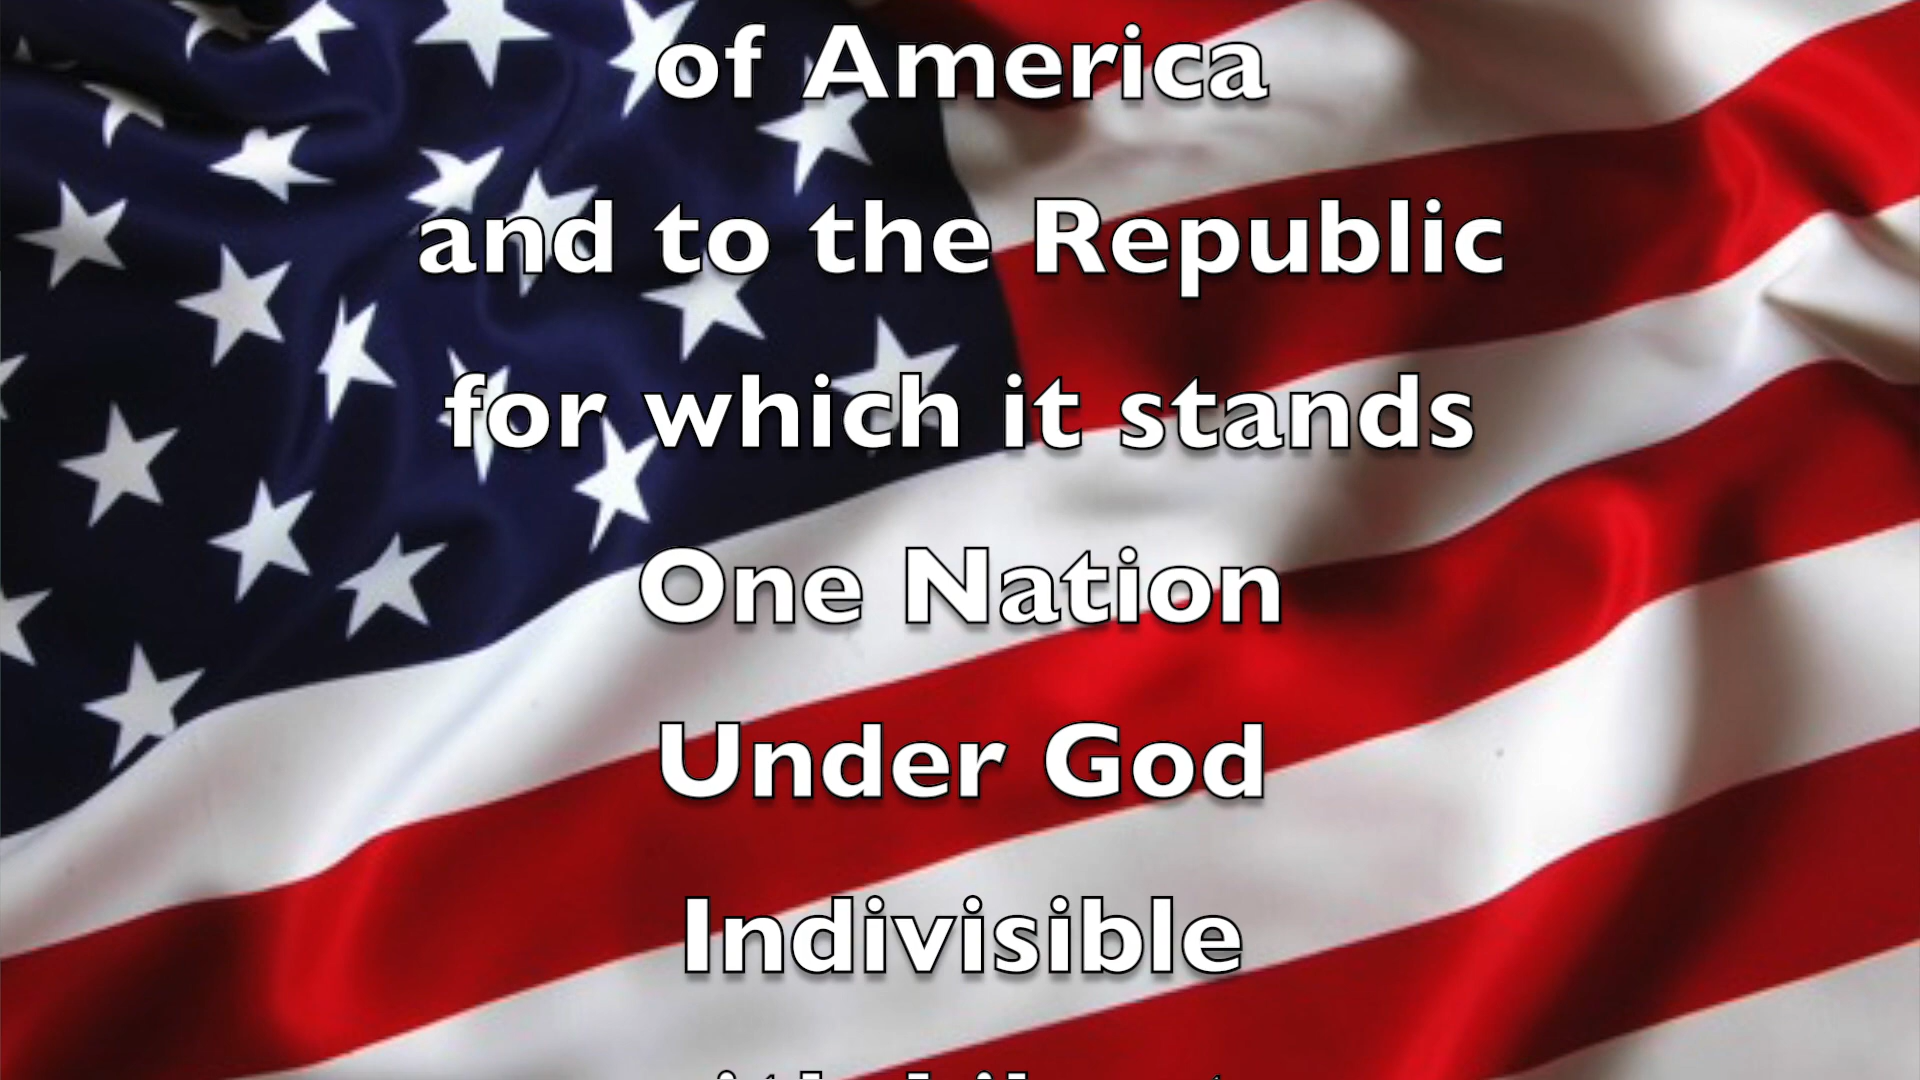 of America
and to the Republic
for which it stands
One Nation
Under God
Indivisible